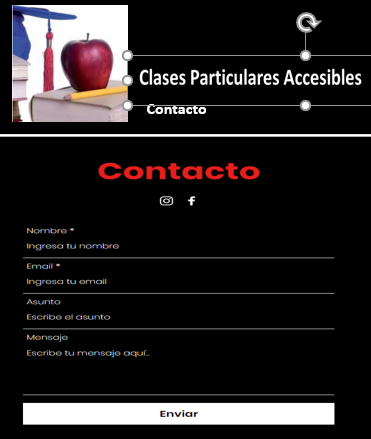 Clases Particulares Accesibles
Contacto
Contacto
Nombre *
Ingresa tu nombre
Email *
Ingresa tu email
Asunto
Escribe el asunto
Mensaje
Escribe tu mensaje aquí...
Enviar